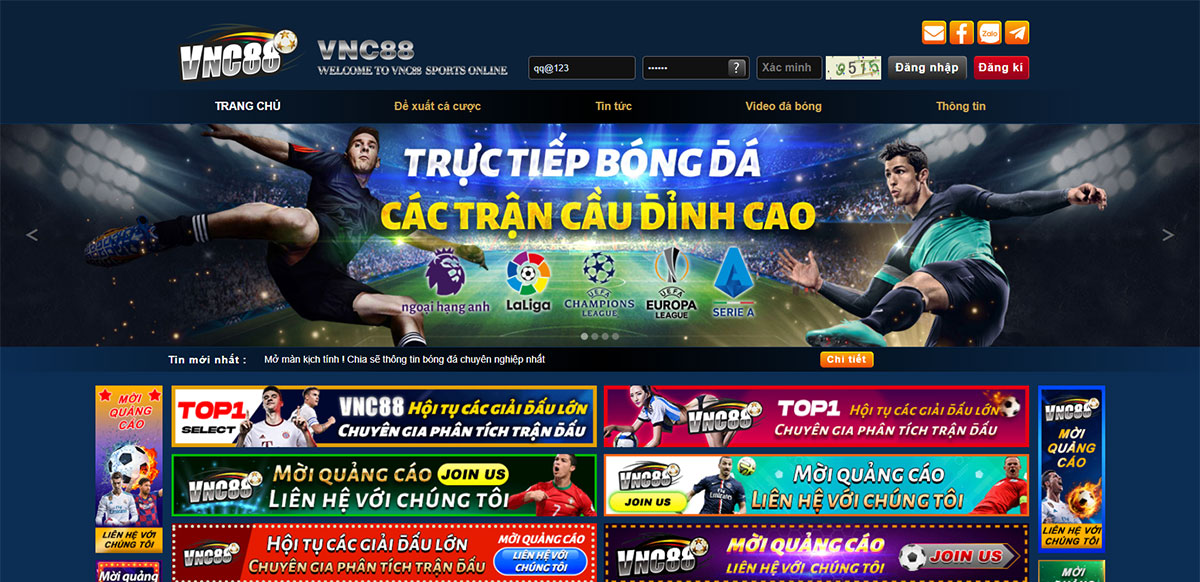 VNC88
VNC88
WELCOME TO VNC88 SPORTS ONLINE
Zalo
qq@123
••••••
?
Xác minh
3515
Đăng nhập
Đăng kí
TRANG CHỦ
Đề xuất cá cược
Tin tức
Video đá bóng
Thông tin
TRỰC TIẾP BÓNG ĐÁ
CÁC TRẬN CẦU ĐỈNH CAO
ngoại hạng anh
LaLiga
UEFA
CHAMPIONS
LEAGUE
UEFA
EUROPA
LEAGUE
SERIE A
Tin mới nhất :
Mở màn kịch tính ! Chia sẽ thông tin bóng đá chuyên nghiệp nhất
Chi tiết
MỜI
QUẢNG
CÁO
LIÊN HỆ VỚI
CHÚNG TÔI
TOP1
SELECT
VNC88 HỘI TỤ CÁC GIẢI ĐẤU LỚN
CHUYÊN GIA PHÂN TÍCH TRẬN ĐẤU
VNC88
TOP1 HỘI TỤ CÁC GIẢI ĐẤU LỚN
CHUYÊN GIA PHÂN TÍCH TRẬN ĐẤU
VNC88
MỜI
QUẢNG
CÁO
LIÊN HỆ VỚI
CHÚNG TÔI
VNC88
MỜI QUẢNG CÁO JOIN US
LIÊN HỆ VỚI CHÚNG TÔI
VNC88
JOIN US
MỜI QUẢNG CÁO
LIÊN HỆ VỚI CHÚNG TÔI
VNC88
HỘI TỤ CÁC GIẢI ĐẤU LỚN
CHUYÊN GIA PHÂN TÍCH TRẬN ĐẤU
MỜI QUẢNG CÁO
LIÊN HỆ VỚI
CHÚNG TÔI
VNC88
MỜI QUẢNG CÁO
LIÊN HỆ VỚI CHÚNG TÔI
JOIN US
Mời quảng
MỜI